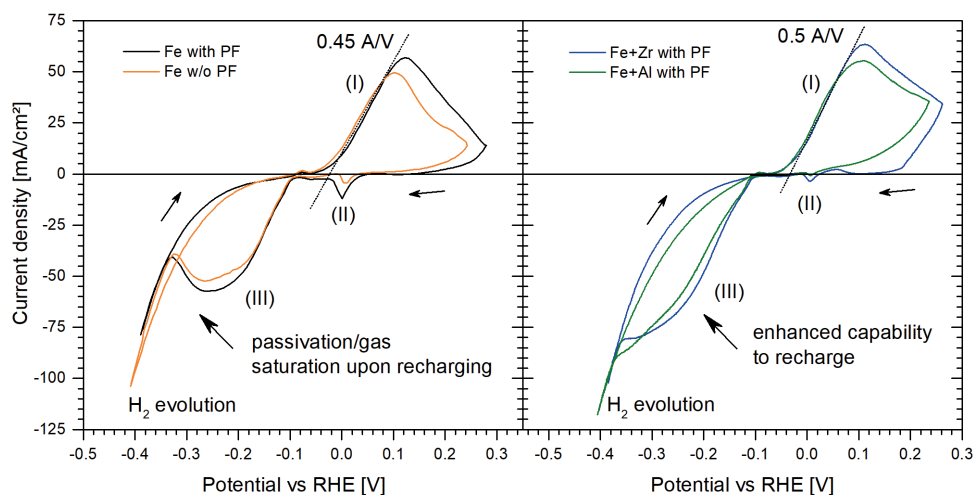 75
50
25
0
-25
-50
-75
-100
-125
Current density [mA/cm²]
Fe with PF
Fe w/o PF
0.45 A/V
(I)
(II)
(III)
passivation/gas
saturation upon recharging
H2 evolution
-0.5 -0.4 -0.3 -0.2 -0.1 0.0 0.1 0.2 0.3
Potential vs RHE [V]
Fe+Zr with PF
Fe+Al with PF
0.5 A/V
(I)
(II)
(III)
enhanced capability
to recharge
H2 evolution
-0.5 -0.4 -0.3 -0.2 -0.1 0.0 0.1 0.2 0.3
Potential vs RHE [V]